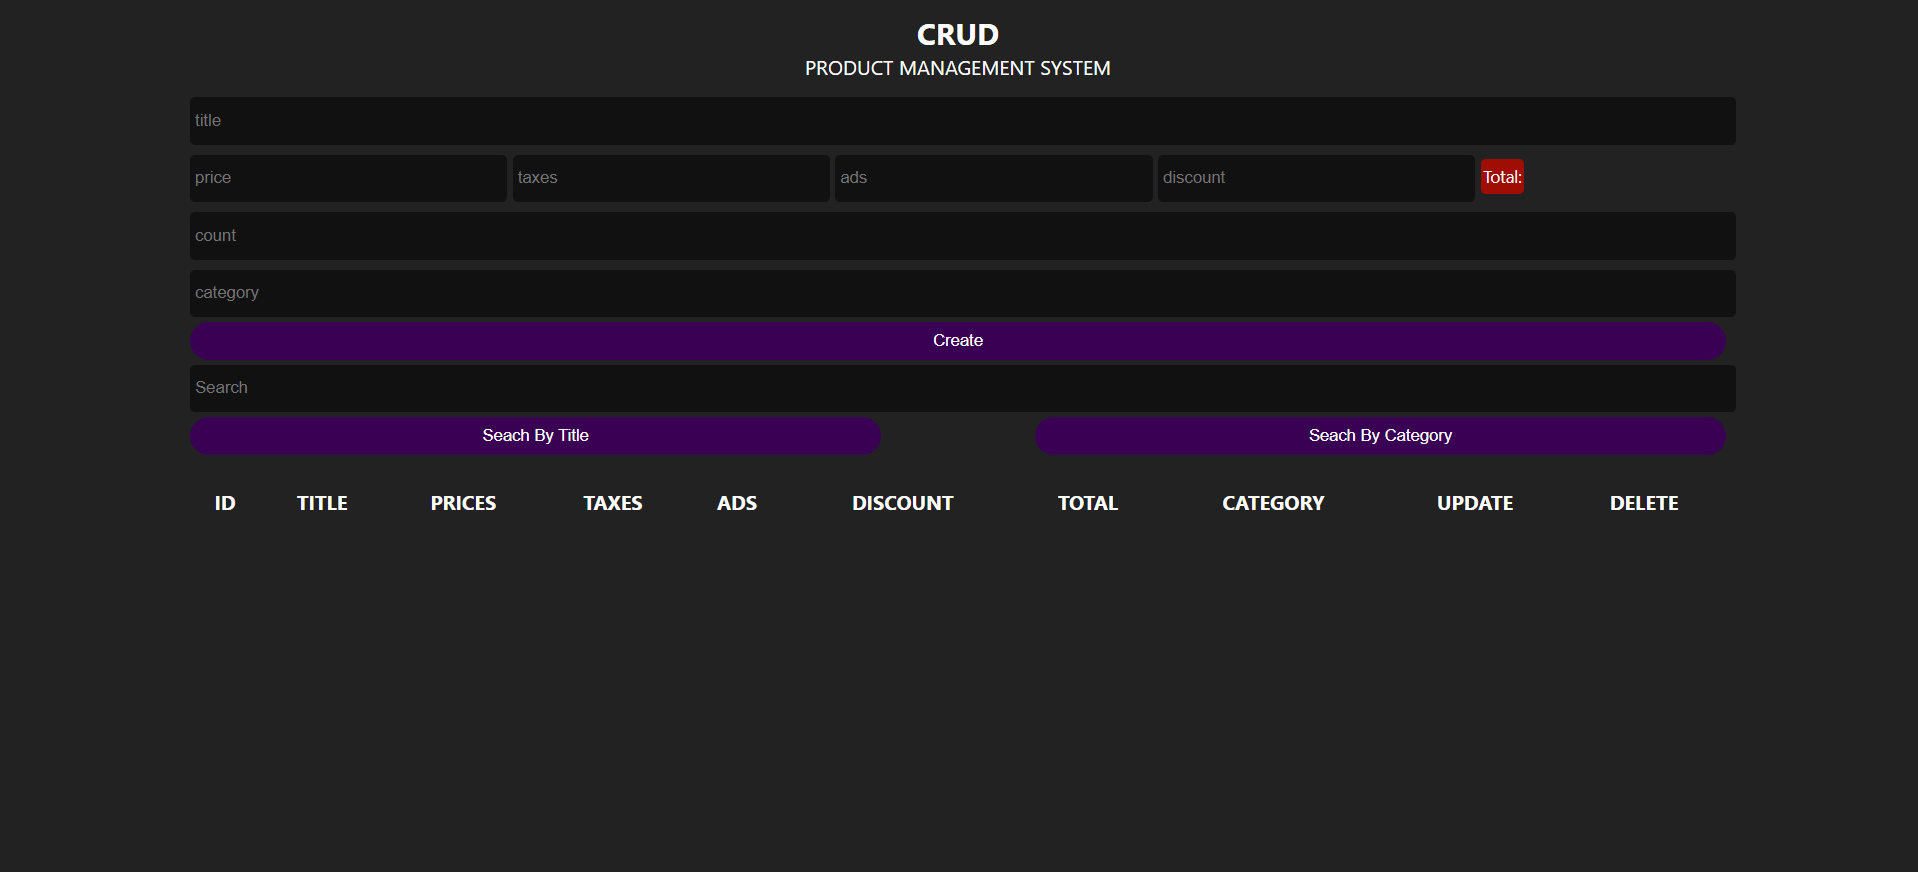 CRUD
PRODUCT MANAGEMENT SYSTEM
title
price taxes ads discount Total:
count
category
Create
Search
Seach By Title Seach By Category
ID TITLE PRICES TAXES ADS DISCOUNT TOTAL CATEGORY UPDATE DELETE